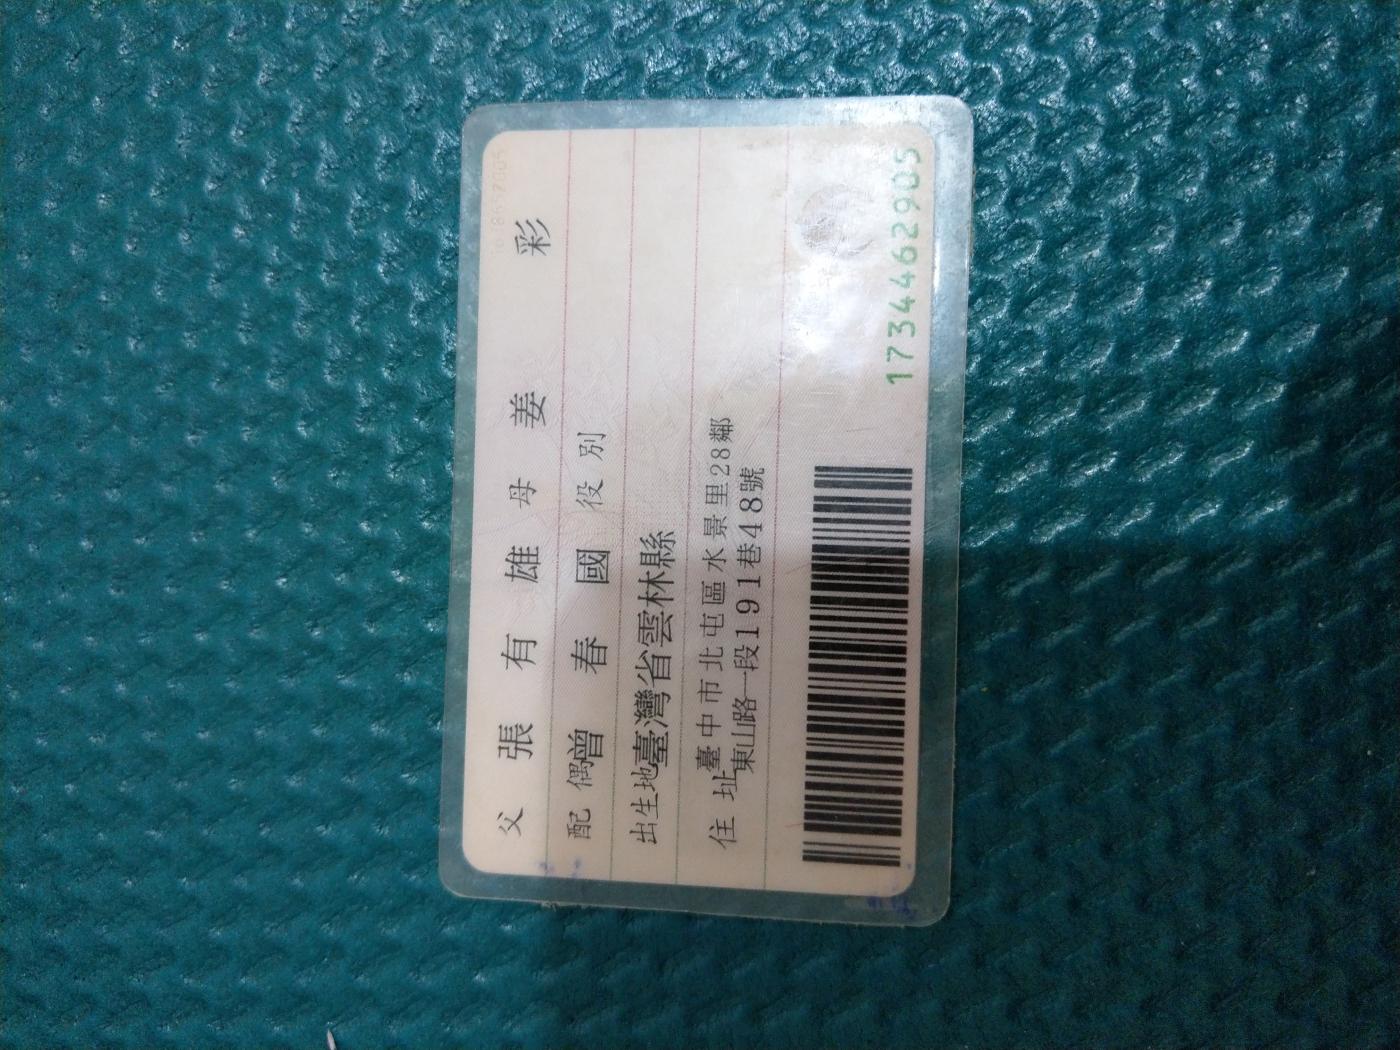 父 張有雄 母 姜彩
配偶 曾春國 役別
出生地 臺灣省雲林縣
住址 臺中市北屯區水景里28鄰
東山路一段191巷48號
1734462905